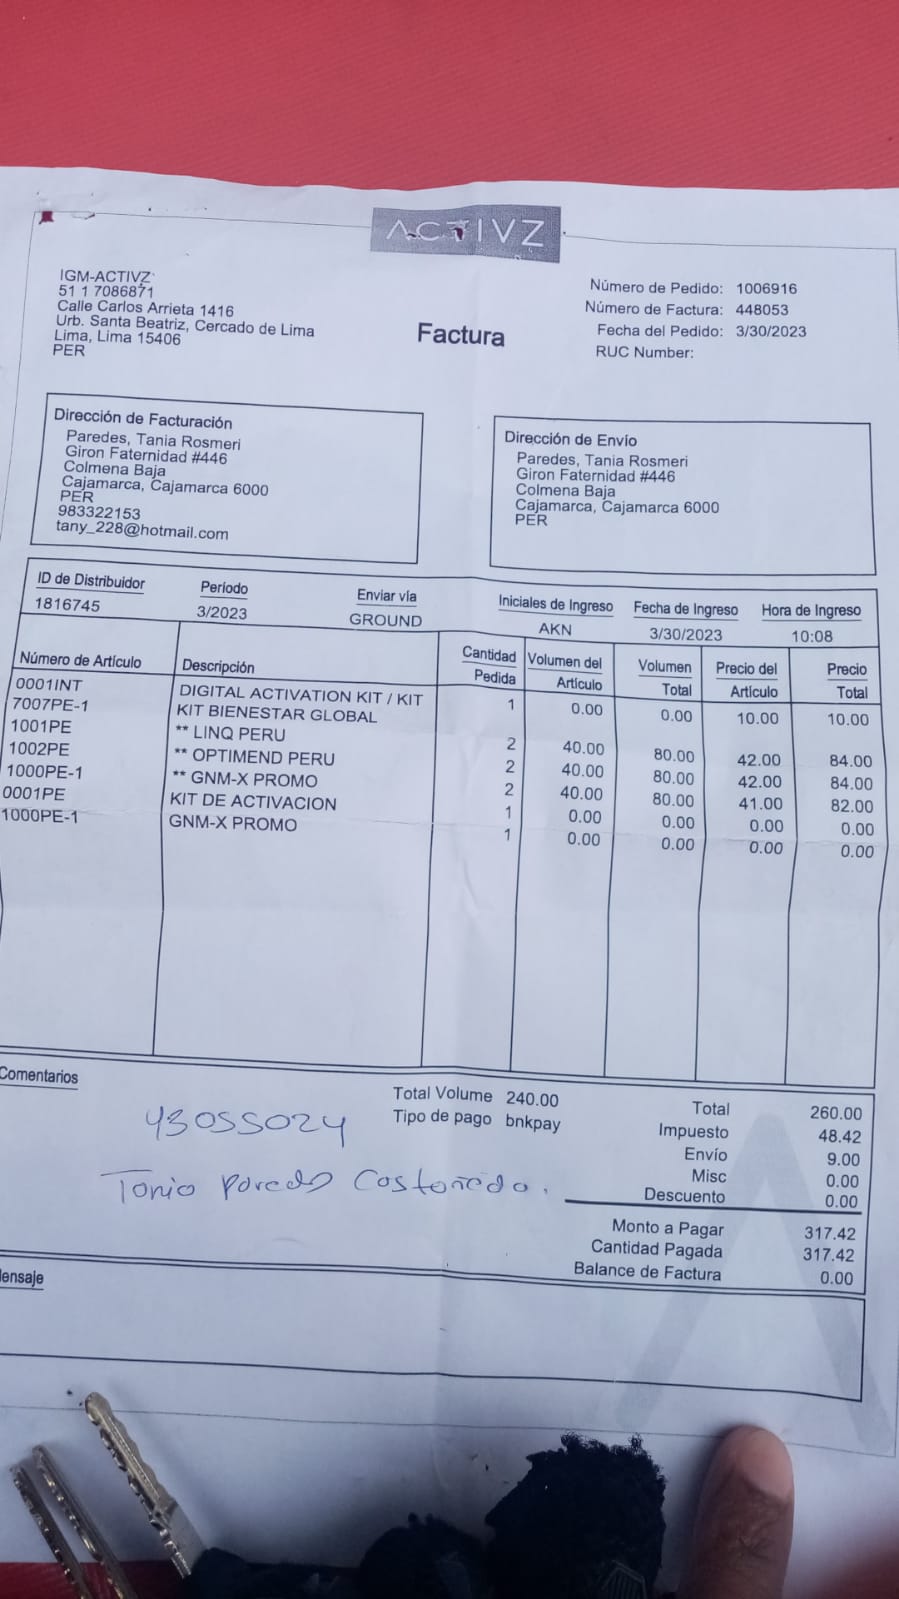 ACTIVZ
IGM-ACTIVZ
51 1 7086871
Calle Carlos Arrieta 1416
Urb. Santa Beatriz, Cercado de Lima
Lima, Lima 15406
PER
Factura
Número de Pedido: 1006916
Número de Factura: 448053
Fecha del Pedido: 3/30/2023
RUC Number:
Dirección de Facturación
Paredes, Tania Rosmeri
Giron Faternidad #446
Colmena Baja
Cajamarca, Cajamarca 6000
PER
983322153
tany_228@hotmail.com
Dirección de Envío
Paredes, Tania Rosmeri
Giron Faternidad #446
Colmena Baja
Cajamarca, Cajamarca 6000
PER
ID de Distribuidor Período Enviar vía Iniciales de Ingreso Fecha de Ingreso Hora de Ingreso
1816745 3/2023 GROUND AKN 3/30/2023 10:08
Número de Artículo Descripción Cantidad Pedida Volumen del Artículo Volumen Total Precio del Artículo Precio Total
0001INT DIGITAL ACTIVATION KIT / KIT 1 0.00 0.00 10.00 10.00
7007PE-1 KIT BIENESTAR GLOBAL
1001PE ** LINQ PERU 2 40.00 80.00 42.00 84.00
1002PE ** OPTIMEND PERU 2 40.00 80.00 42.00 84.00
1000PE-1 ** GNM-X PROMO 2 40.00 80.00 41.00 82.00
0001PE KIT DE ACTIVACION 1 0.00 0.00 0.00 0.00
1000PE-1 GNM-X PROMO 1 0.00 0.00 0.00 0.00
Comentarios
43055024
Tania Paredes Castañeda.
Total Volume 240.00
Tipo de pago bnkpay
Total 260.00
Impuesto 48.42
Envío 9.00
Misc 0.00
Descuento 0.00
Monto a Pagar 317.42
Cantidad Pagada 317.42
Balance de Factura 0.00
ensaje